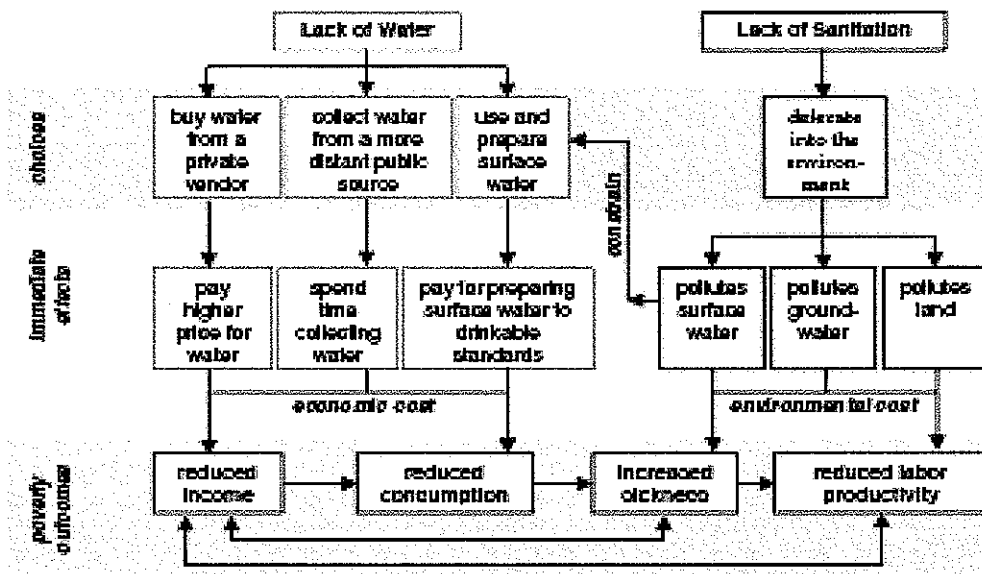 Lack of Water
Lack of Sanitation
choices
buy water
from a
private
vendor
collect water
from a more
distant public
source
use and
prepare
surface
water
defecate
into the
environ-
ment
constrain
immediate
effects
pay
higher
price for
water
spend
time
collecting
water
pay for preparing
surface water to
drinkable
standards
pollutes
surface
water
pollutes
ground-
water
pollutes
land
economic cost
environmental cost
poverty
outcomes
reduced
income
reduced
consumption
increased
sickness
reduced labor
productivity